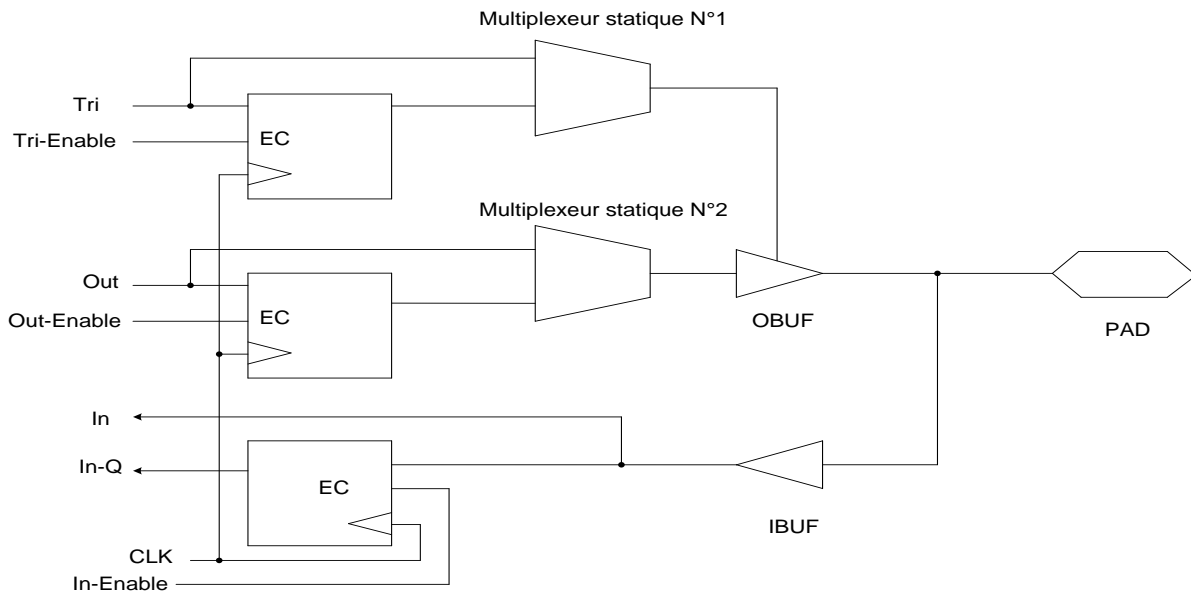 Multiplexeur statique N°1
Tri
Tri-Enable
EC
Multiplexeur statique N°2
Out
Out-Enable
EC
OBUF
PAD
In
In-Q
EC
IBUF
CLK
In-Enable